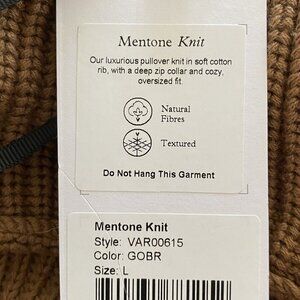 Mentone Knit
Our luxurious pullover knit in soft cotton
rib, with a deep zip collar and cozy,
oversized fit.
Natural
Fibres
Textured
Do Not Hang This Garment
Mentone Knit
Style: VAR00615
Color: GOBR
Size: L